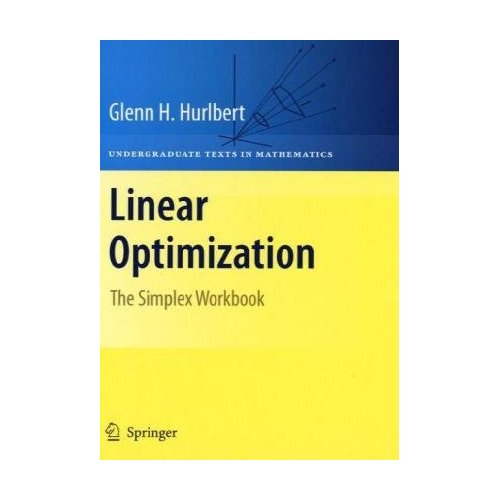 Glenn H. Hurlbert
UNDERGRADUATE TEXTS IN MATHEMATICS
Linear
Optimization
The Simplex Workbook
Springer